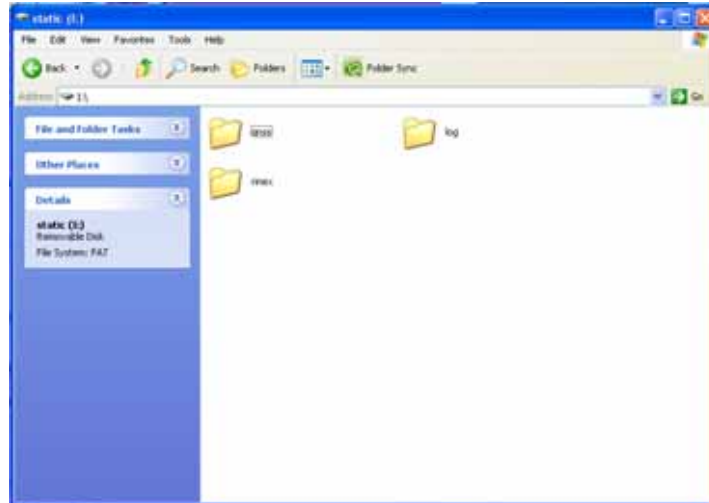 static (I:)
File Edit View Favorites Tools Help
Back Search Folders Folder Sync
Address I:\ Go
File and Folder Tasks
log
Other Places
rinex
Details
static (I:)
Removable Disk
File System: FAT